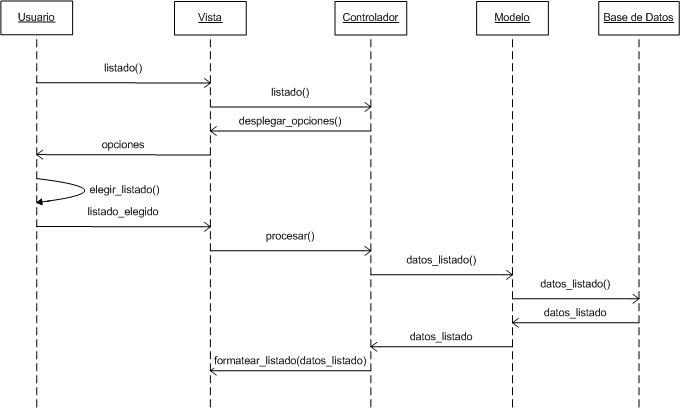 Usuario
Vista
Controlador
Modelo
Base de Datos
listado()
listado()
desplegar_opciones()
opciones
elegir_listado()
listado_elegido
procesar()
datos_listado()
datos_listado()
datos_listado
datos_listado
formatear_listado(datos_listado)